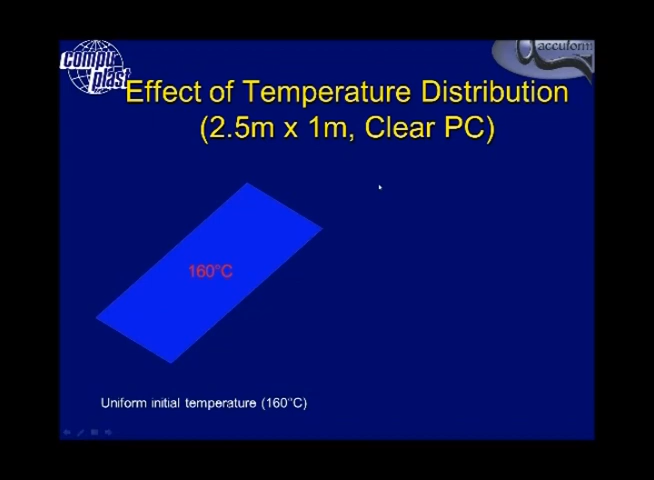 compu
plast
accuform
Effect of Temperature Distribution
(2.5m x 1m, Clear PC)
160°C
Uniform initial temperature (160°C)